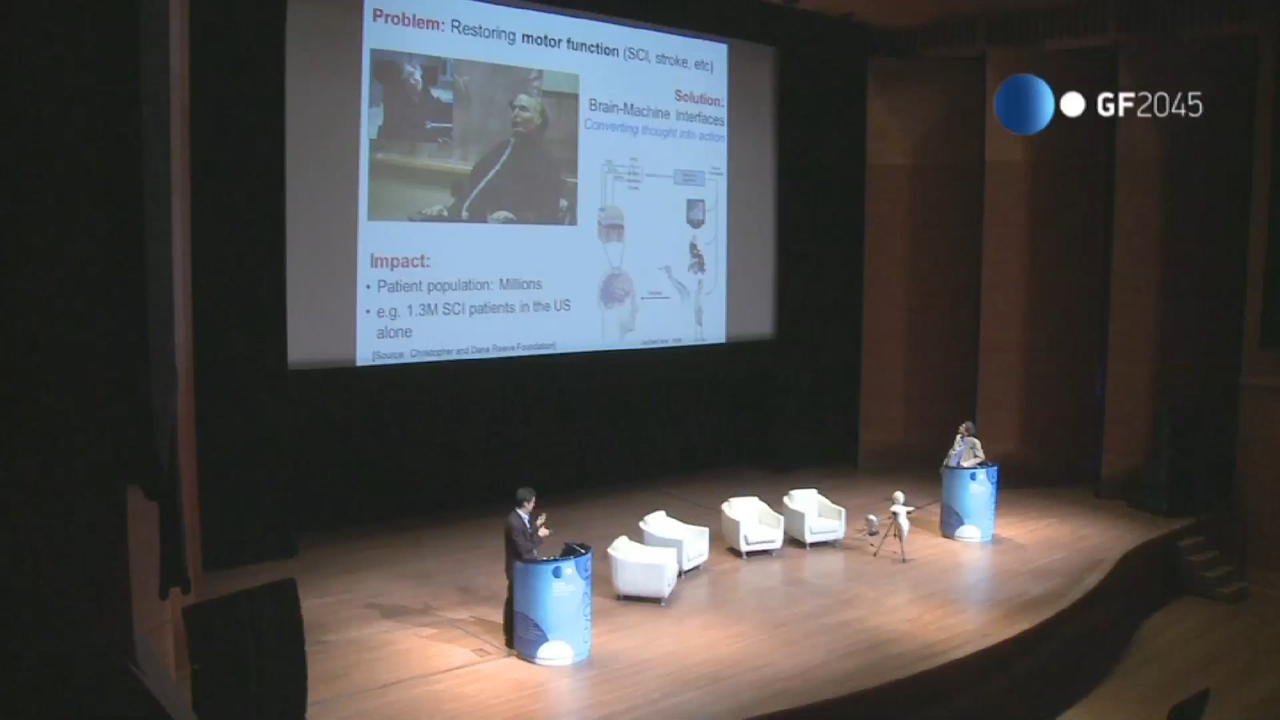 Problem: Restoring motor function (SCI, stroke, etc)
Solution:
Brain-Machine Interfaces
Converting thought into action
Impact:
• Patient population: Millions
• e.g. 1.3M SCI patients in the US
alone
[Source: Christopher and Dana Reeve Foundation]
GF2045